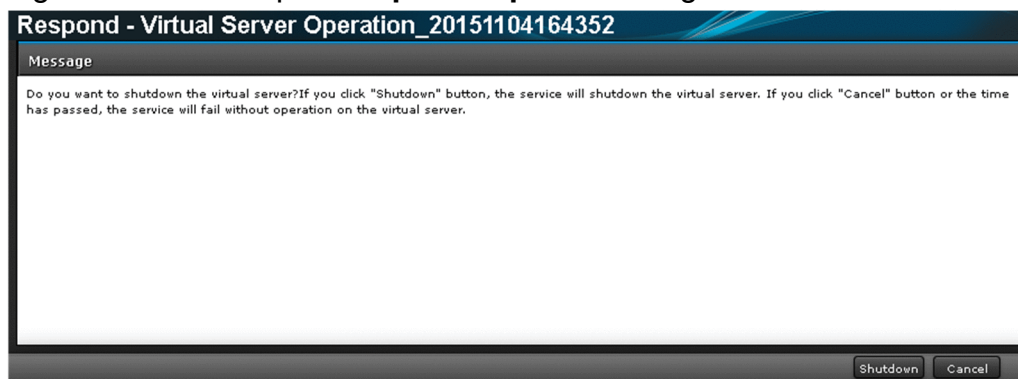 Respond - Virtual Server Operation_20151104164352
Message
Do you want to shutdown the virtual server?If you click "Shutdown" button, the service will shutdown the virtual server. If you click "Cancel" button or the time
has passed, the service will fail without operation on the virtual server.
Shutdown Cancel